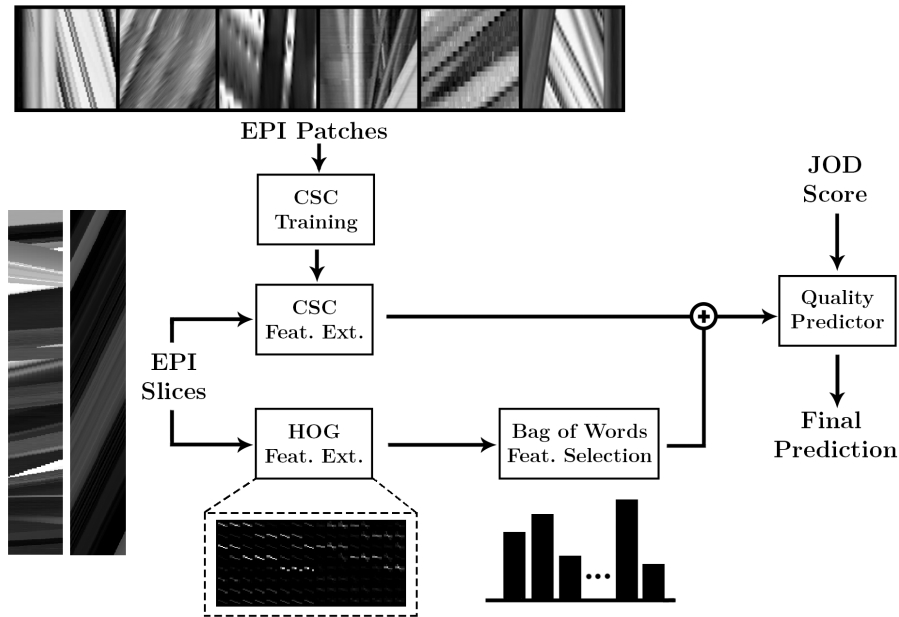 EPI Patches
CSC
Training
JOD
Score
CSC
Feat. Ext.
Quality
Predictor
EPI
Slices
HOG
Feat. Ext.
Bag of Words
Feat. Selection
Final
Prediction